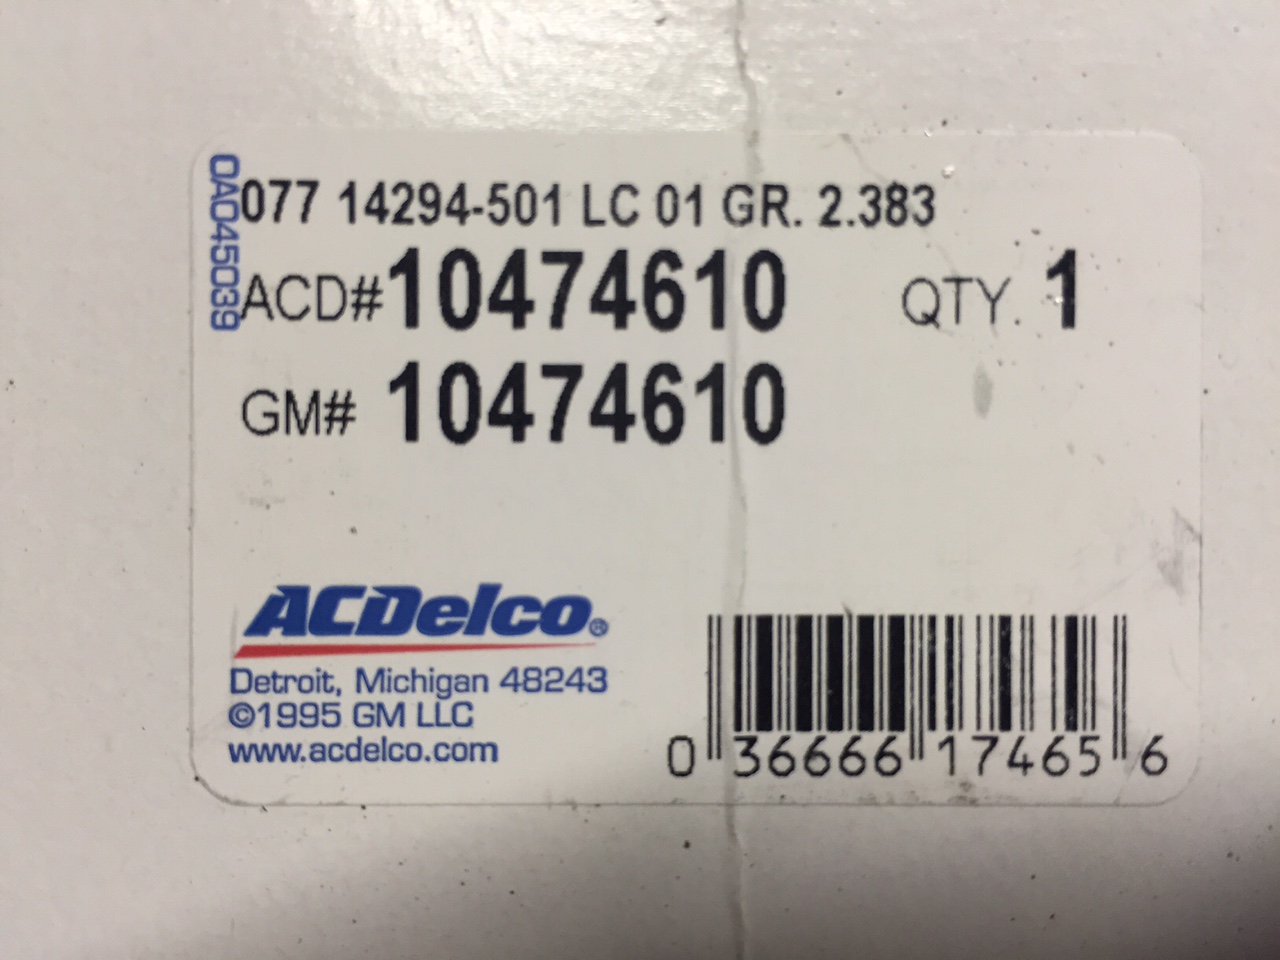 0A045039
077 14294-501 LC 01 GR. 2.383
ACD# 10474610 QTY. 1
GM# 10474610
ACDelco®
Detroit, Michigan 48243
©1995 GM LLC
www.acdelco.com
0 36666 17465 6